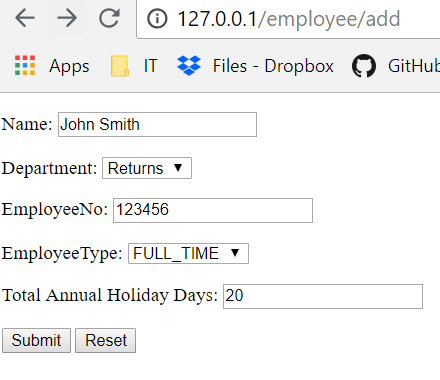 127.0.0.1/employee/add
Apps IT Files - Dropbox GitHub
Name: John Smith
Department: Returns
EmployeeNo: 123456
EmployeeType: FULL_TIME
Total Annual Holiday Days: 20
Submit Reset